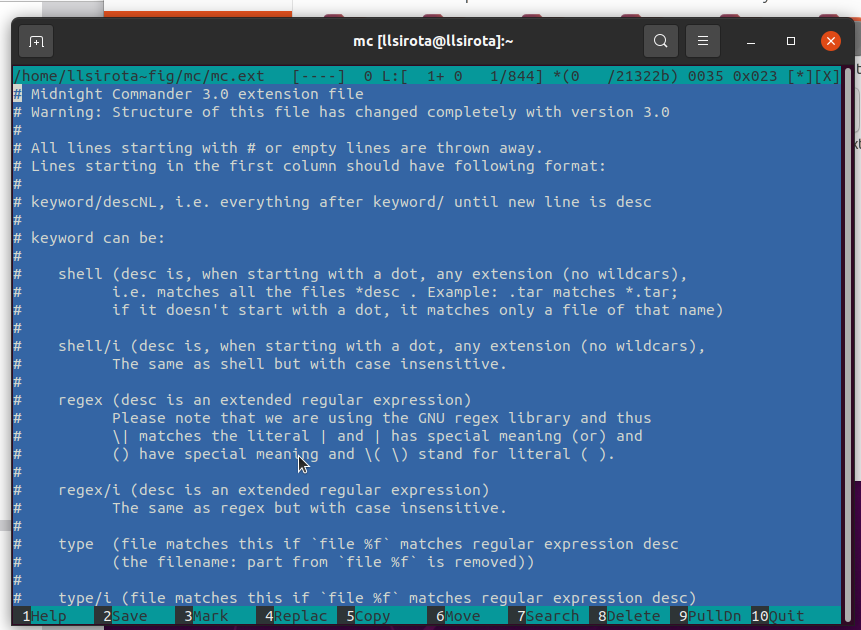 mc [llsirota@llsirota]:~
/home/llsirota~fig/mc/mc.ext   [----]  0 L:[  1+ 0   1/844] *(0   /21322b) 0035 0x023 [*][X]
# Midnight Commander 3.0 extension file
# Warning: Structure of this file has changed completely with version 3.0
#
# All lines starting with # or empty lines are thrown away.
# Lines starting in the first column should have following format:
#
# keyword/descNL, i.e. everything after keyword/ until new line is desc
#
# keyword can be:
#
#    shell (desc is, when starting with a dot, any extension (no wildcars),
#          i.e. matches all the files *desc . Example: .tar matches *.tar;
#          if it doesn't start with a dot, it matches only a file of that name)
#
#    shell/i (desc is, when starting with a dot, any extension (no wildcars),
#          The same as shell but with case insensitive.
#
#    regex (desc is an extended regular expression)
#          Please note that we are using the GNU regex library and thus
#          \| matches the literal | and | has special meaning (or) and
#          () have special meaning and \( \) stand for literal ( ).
#
#    regex/i (desc is an extended regular expression)
#          The same as regex but with case insensitive.
#
#    type  (file matches this if `file %f` matches regular expression desc
#          (the filename: part from `file %f` is removed))
#
#    type/i (file matches this if `file %f` matches regular expression desc)
1Help 2Save 3Mark 4Replac 5Copy 6Move 7Search 8Delete 9PullDn 10Quit